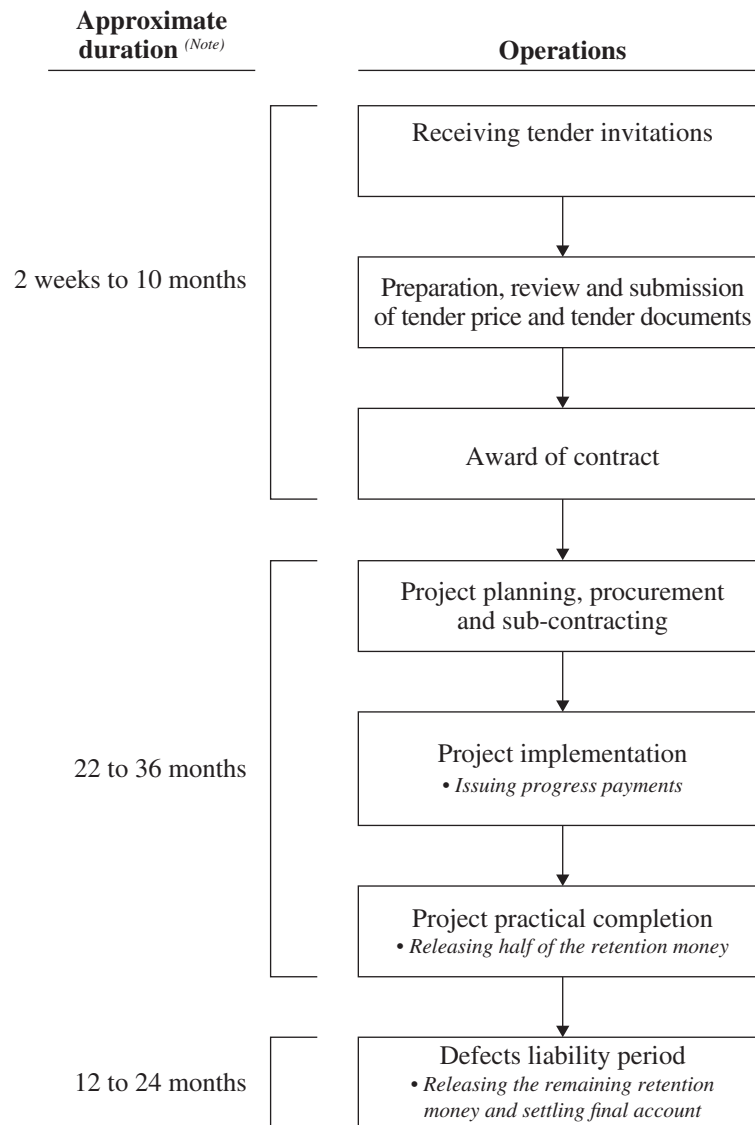 Approximate
duration (Note)
Operations
Receiving tender invitations
2 weeks to 10 months
Preparation, review and submission
of tender price and tender documents
Award of contract
Project planning, procurement
and sub-contracting
22 to 36 months
Project implementation
• Issuing progress payments
Project practical completion
• Releasing half of the retention money
12 to 24 months
Defects liability period
• Releasing the remaining retention
money and settling final account